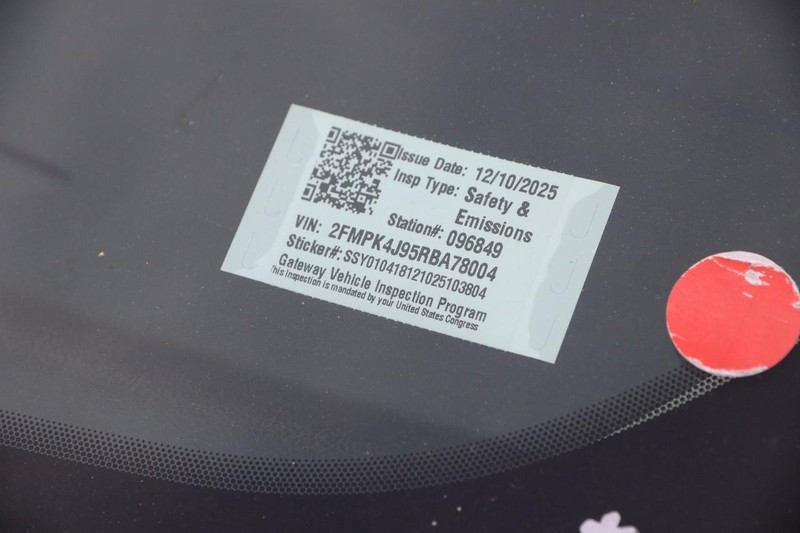 Issue Date: 12/10/2025
Insp Type: Safety &
Emissions
Station#: 096849
VIN: 2FMPK4J95RBA78004
Sticker#: SSY010418121025103804
Gateway Vehicle Inspection Program
his Inspection is mandated by your United States Congress